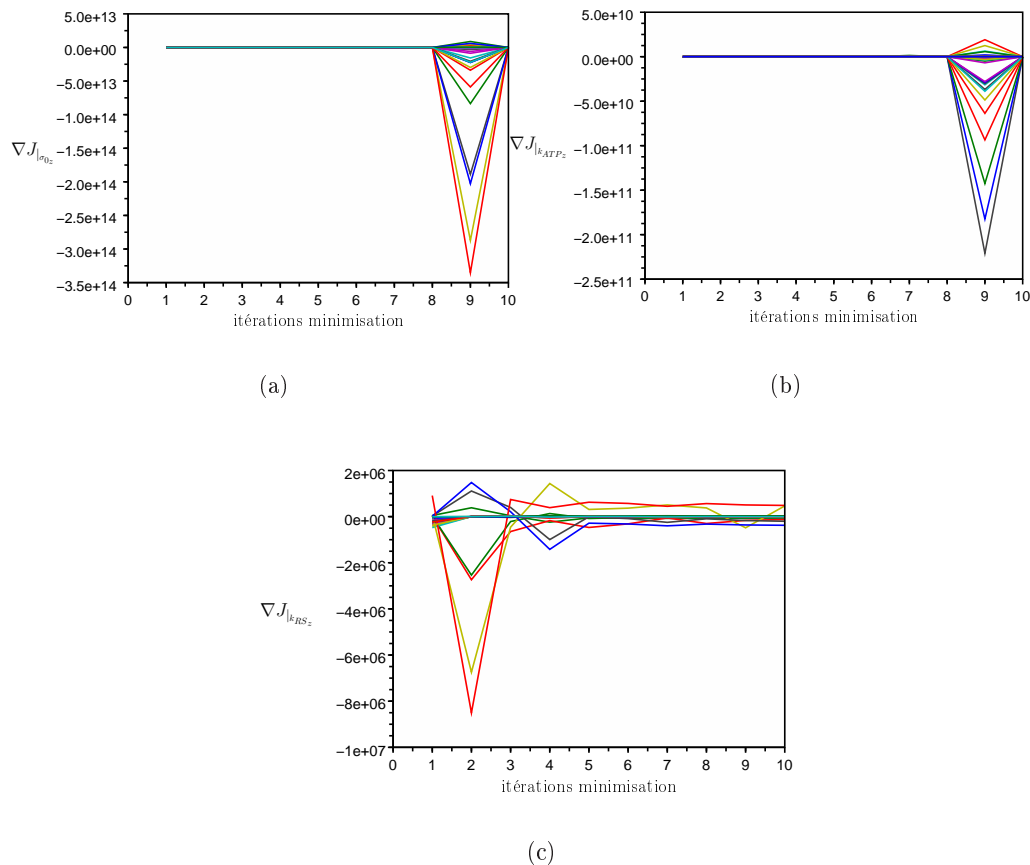 5.0e+13
0.0e+00
−5.0e+13
−1.0e+14
−1.5e+14
−2.0e+14
−2.5e+14
−3.0e+14
−3.5e+14
∇J|σ0z
0 1 2 3 4 5 6 7 8 9 10
itérations minimisation
(a)
5.0e+10
0.0e+00
−5.0e+10
−1.0e+11
−1.5e+11
−2.0e+11
−2.5e+11
∇J|kATPz
0 1 2 3 4 5 6 7 8 9 10
itérations minimisation
(b)
2e+06
0e+00
−2e+06
−4e+06
−6e+06
−8e+06
−1e+07
∇J|kRSz
0 1 2 3 4 5 6 7 8 9 10
itérations minimisation
(c)